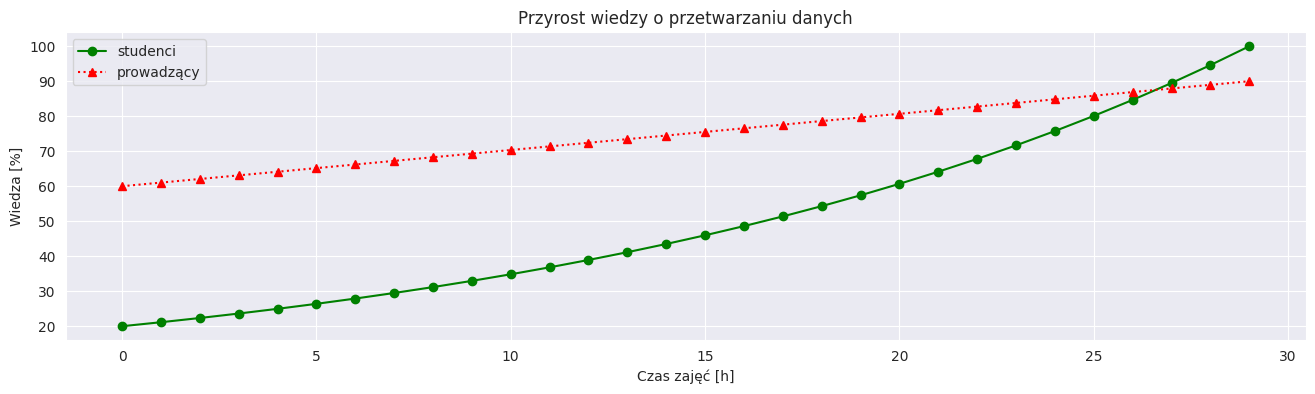 Przyrost wiedzy o przetwarzaniu danych
studenci
prowadzący
Wiedza [%]
100
90
80
70
60
50
40
30
20
0 5 10 15 20 25 30
Czas zajęć [h]